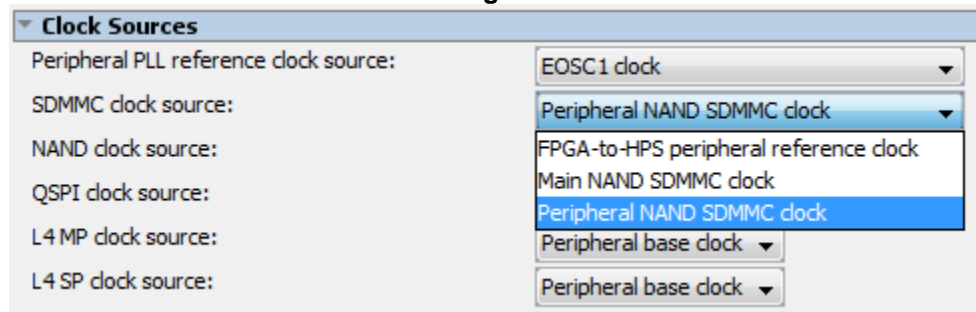 Clock Sources
Peripheral PLL reference clock source: EOSC1 clock
SDMMC clock source: Peripheral NAND SDMMC clock
NAND clock source: FPGA-to-HPS peripheral reference clock
Main NAND SDMMC clock
QSPI clock source:
Peripheral NAND SDMMC clock
L4 MP clock source: Peripheral base clock
L4 SP clock source: Peripheral base clock